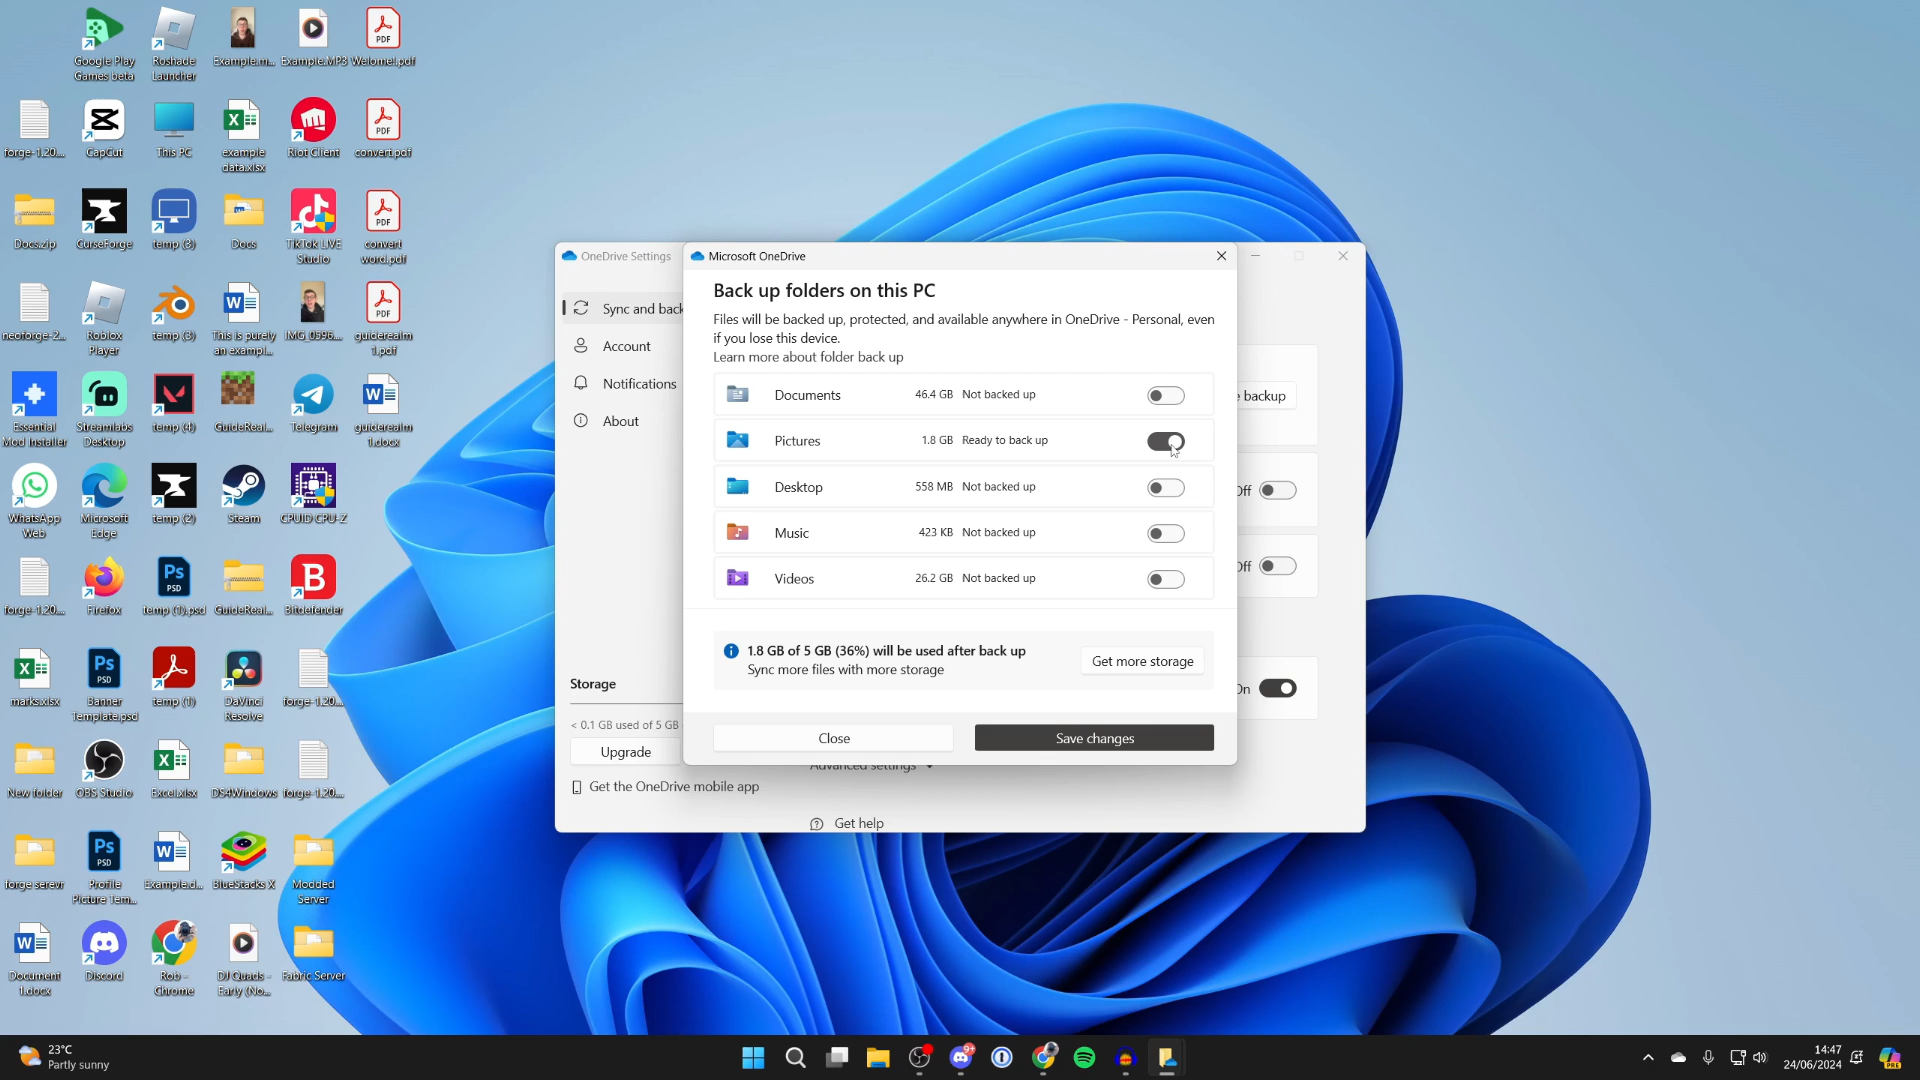 Google Play
Games beta
Roshade
Launcher
Example.m...
Example.MP3
Welome!.pdf
forge-1.20...
CapCut
This PC
example
data.xlsx
Riot Client
convert.pdf
Docs.zip
CurseForge
temp (3)
Docs
TikTok LIVE
Studio
convert
word.pdf
neoforge-2...
Roblox
Player
temp (3)
This is purely
an exampl...
IMG_0396...
guiderealm
1.pdf
Essential
Mod Installer
Streamlabs
Desktop
temp (4)
GuideReal...
Telegram
guiderealm
1.docx
WhatsApp
Web
Microsoft
Edge
temp (2)
Steam
CPUID CPU-Z
forge-1.20...
Firefox
temp (1).psd
GuideReal...
Bitdefender
marks.xlsx
Banner
Template.psd
temp (1)
DaVinci
Resolve
forge-1.20...
New folder
OBS Studio
Excel.xlsx
DS4Windows
forge-1.20...
forge serevr
Profile
Picture Tem...
Example.d...
BlueStacks X
Modded
Server
Document
1.docx
Discord
Rob -
Chrome
DJ Quads -
Early (No...
Fabric Server
OneDrive Settings
Sync and back
Account
Notifications
About
Storage
< 0.1 GB used of 5 GB
Upgrade
Get the OneDrive mobile app
e backup
Off
Off
On
Advanced settings
Get help
Microsoft OneDrive
Back up folders on this PC
Files will be backed up, protected, and available anywhere in OneDrive - Personal, even
if you lose this device.
Learn more about folder back up
Documents 46.4 GB Not backed up
Pictures 1.8 GB Ready to back up
Desktop 558 MB Not backed up
Music 423 KB Not backed up
Videos 26.2 GB Not backed up
1.8 GB of 5 GB (36%) will be used after back up
Sync more files with more storage
Get more storage
Close
Save changes
23°C
Partly sunny
9+
14:47
24/06/2024
PRE